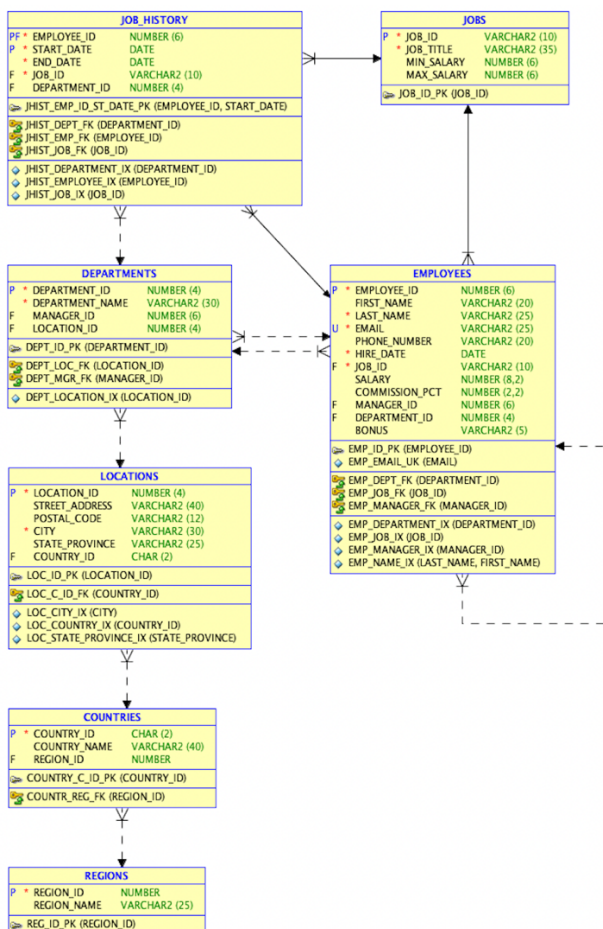 JOB_HISTORY
PF * EMPLOYEE_ID NUMBER (6)
P * START_DATE DATE
* END_DATE DATE
F * JOB_ID VARCHAR2 (10)
F DEPARTMENT_ID NUMBER (4)
JHIST_EMP_ID_ST_DATE_PK (EMPLOYEE_ID, START_DATE)
JHIST_DEPT_FK (DEPARTMENT_ID)
JHIST_EMP_FK (EMPLOYEE_ID)
JHIST_JOB_FK (JOB_ID)
JHIST_DEPARTMENT_IX (DEPARTMENT_ID)
JHIST_EMPLOYEE_IX (EMPLOYEE_ID)
JHIST_JOB_IX (JOB_ID)
JOBS
P * JOB_ID VARCHAR2 (10)
* JOB_TITLE VARCHAR2 (35)
MIN_SALARY NUMBER (6)
MAX_SALARY NUMBER (6)
JOB_ID_PK (JOB_ID)
DEPARTMENTS
P * DEPARTMENT_ID NUMBER (4)
* DEPARTMENT_NAME VARCHAR2 (30)
F MANAGER_ID NUMBER (6)
F LOCATION_ID NUMBER (4)
DEPT_ID_PK (DEPARTMENT_ID)
DEPT_LOC_FK (LOCATION_ID)
DEPT_MGR_FK (MANAGER_ID)
DEPT_LOCATION_IX (LOCATION_ID)
EMPLOYEES
P * EMPLOYEE_ID NUMBER (6)
FIRST_NAME VARCHAR2 (20)
* LAST_NAME VARCHAR2 (25)
U * EMAIL VARCHAR2 (25)
PHONE_NUMBER VARCHAR2 (20)
* HIRE_DATE DATE
F * JOB_ID VARCHAR2 (10)
SALARY NUMBER (8,2)
COMMISSION_PCT NUMBER (2,2)
F MANAGER_ID NUMBER (6)
F DEPARTMENT_ID NUMBER (4)
BONUS VARCHAR2 (5)
EMP_ID_PK (EMPLOYEE_ID)
EMP_EMAIL_UK (EMAIL)
EMP_DEPT_FK (DEPARTMENT_ID)
EMP_JOB_FK (JOB_ID)
EMP_MANAGER_FK (MANAGER_ID)
EMP_DEPARTMENT_IX (DEPARTMENT_ID)
EMP_JOB_IX (JOB_ID)
EMP_MANAGER_IX (MANAGER_ID)
EMP_NAME_IX (LAST_NAME, FIRST_NAME)
LOCATIONS
P * LOCATION_ID NUMBER (4)
STREET_ADDRESS VARCHAR2 (40)
POSTAL_CODE VARCHAR2 (12)
* CITY VARCHAR2 (30)
STATE_PROVINCE VARCHAR2 (25)
F COUNTRY_ID CHAR (2)
LOC_ID_PK (LOCATION_ID)
LOC_C_ID_FK (COUNTRY_ID)
LOC_CITY_IX (CITY)
LOC_COUNTRY_IX (COUNTRY_ID)
LOC_STATE_PROVINCE_IX (STATE_PROVINCE)
COUNTRIES
P * COUNTRY_ID CHAR (2)
COUNTRY_NAME VARCHAR2 (40)
F REGION_ID NUMBER
COUNTRY_C_ID_PK (COUNTRY_ID)
COUNTR_REG_FK (REGION_ID)
REGIONS
P * REGION_ID NUMBER
REGION_NAME VARCHAR2 (25)
REG_ID_PK (REGION_ID)